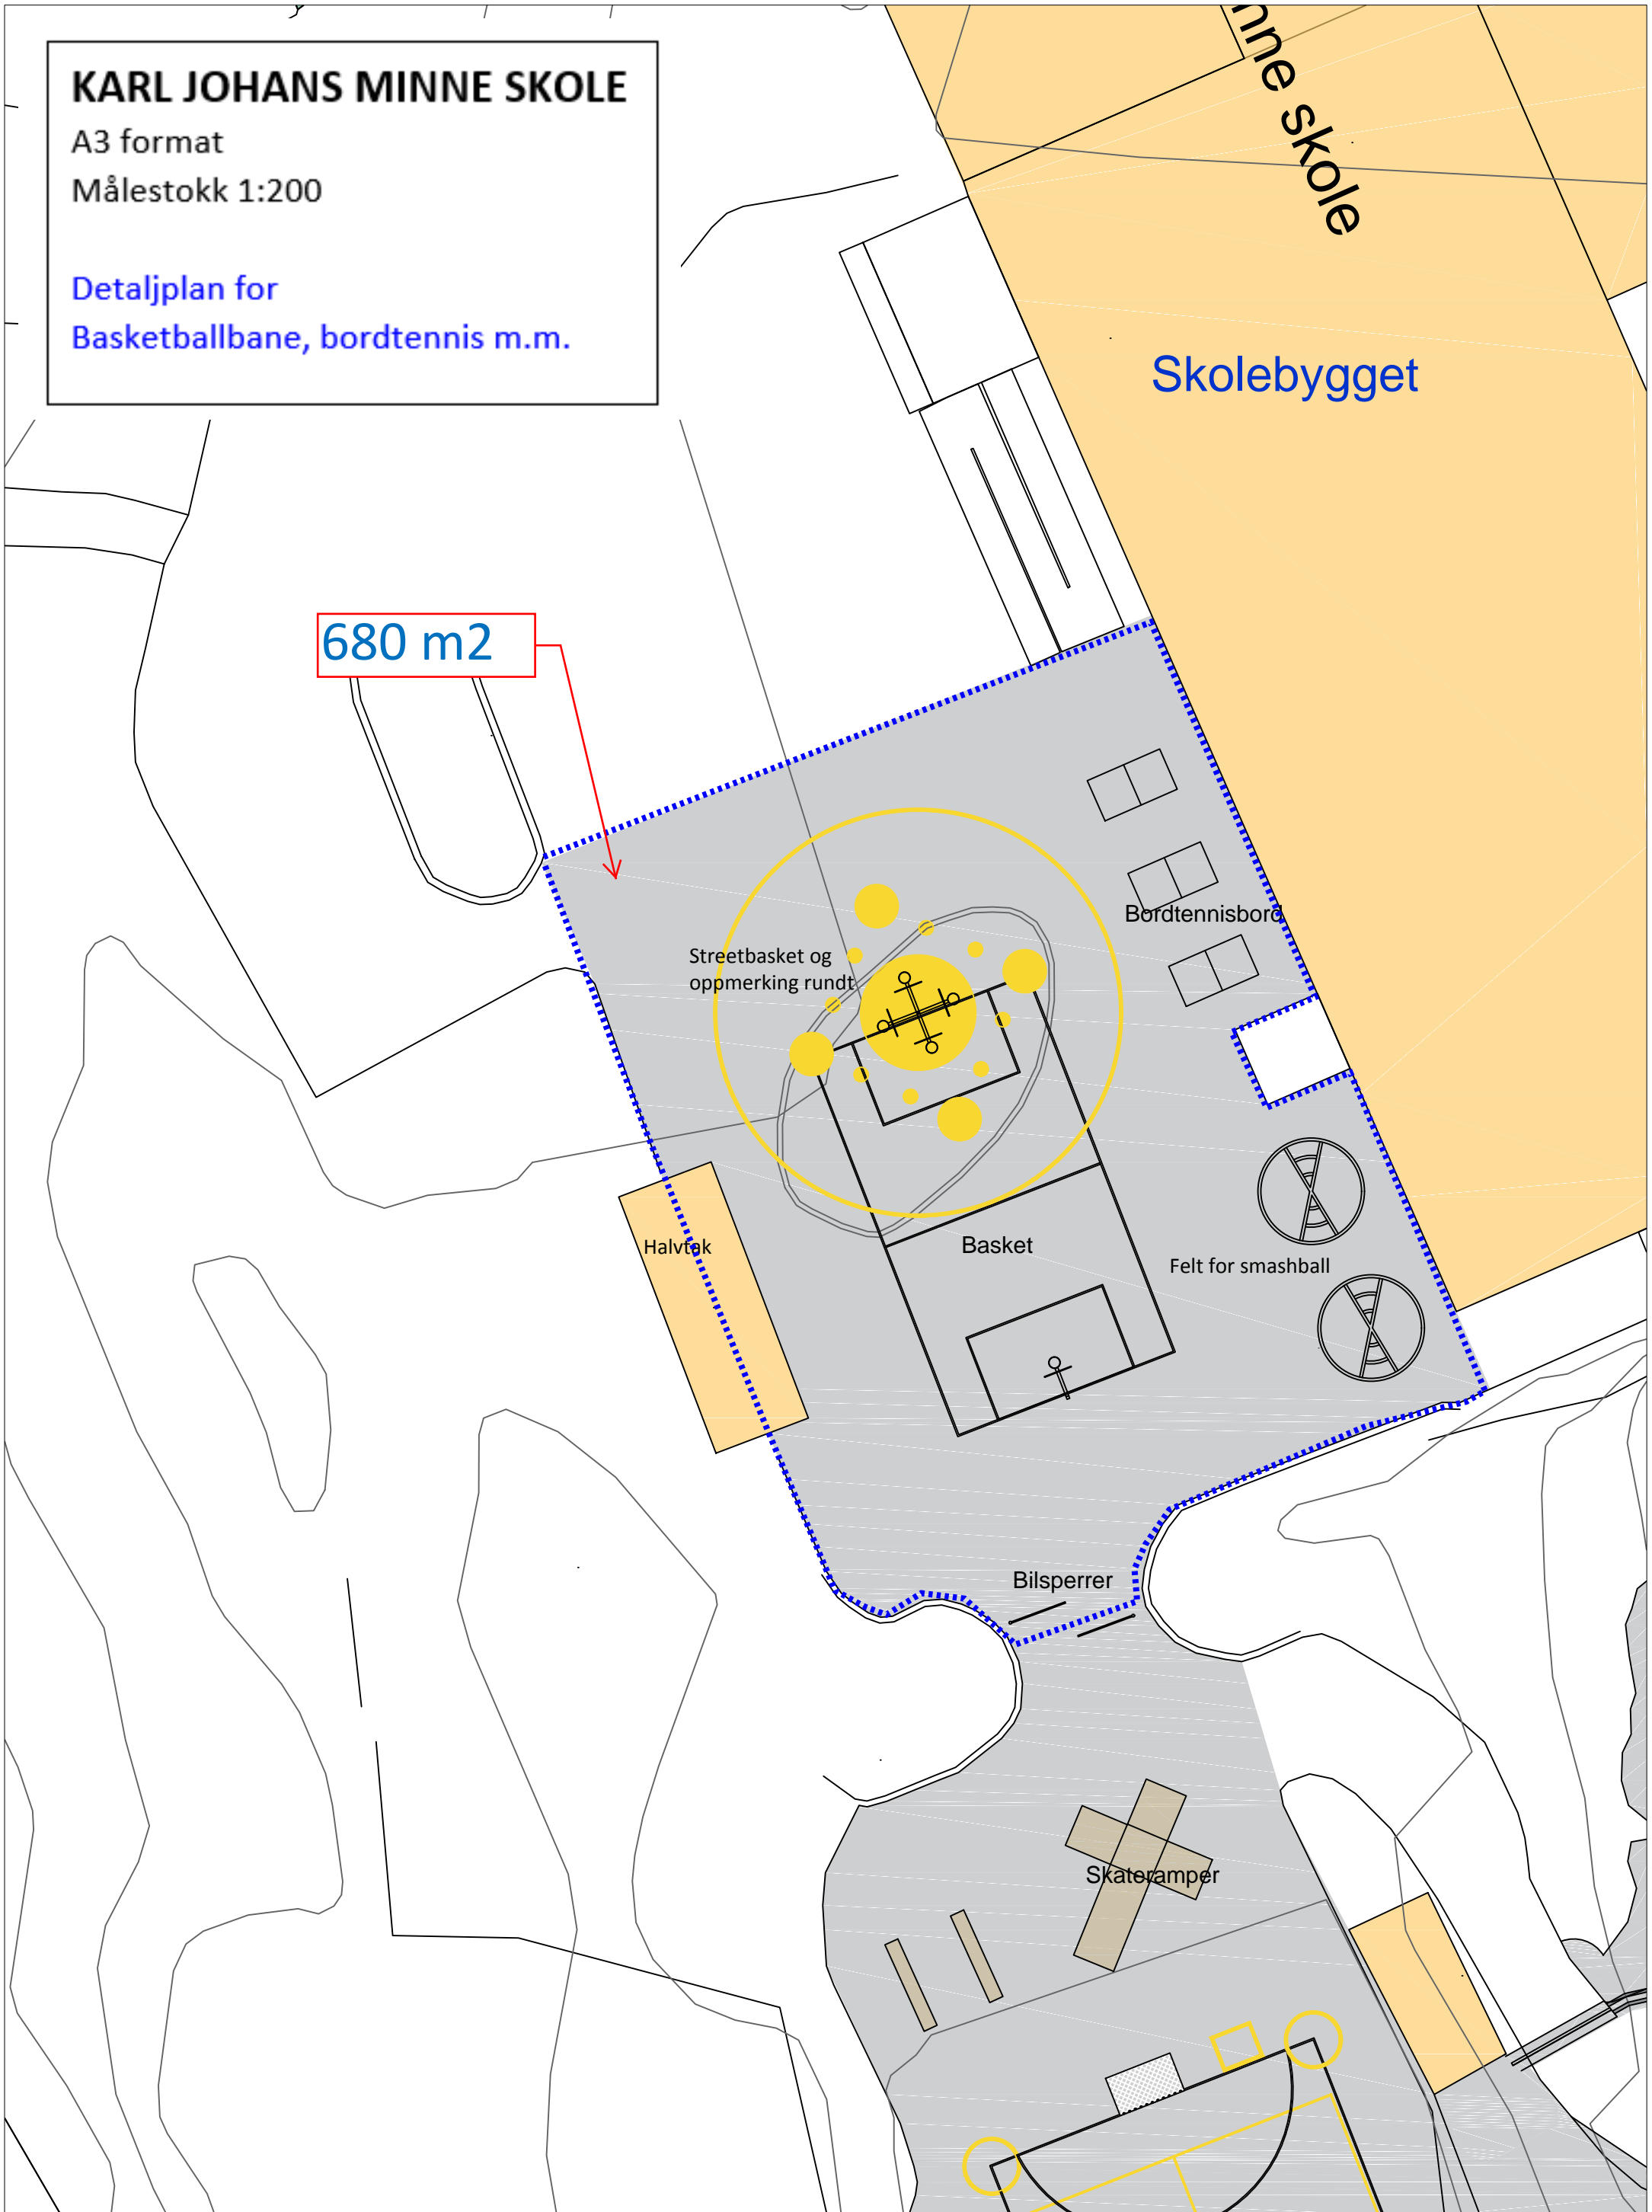 KARL JOHANS MINNE SKOLE
A3 format
Målestokk 1:200
Detaljplan for
Basketballbane, bordtennis m.m.
nne skole
Skolebygget
680 m2
Bordtennisbord
Streetbasket og
oppmerking rundt
Halvtak
Basket
Felt for smashball
Bilsperrer
Skateramper